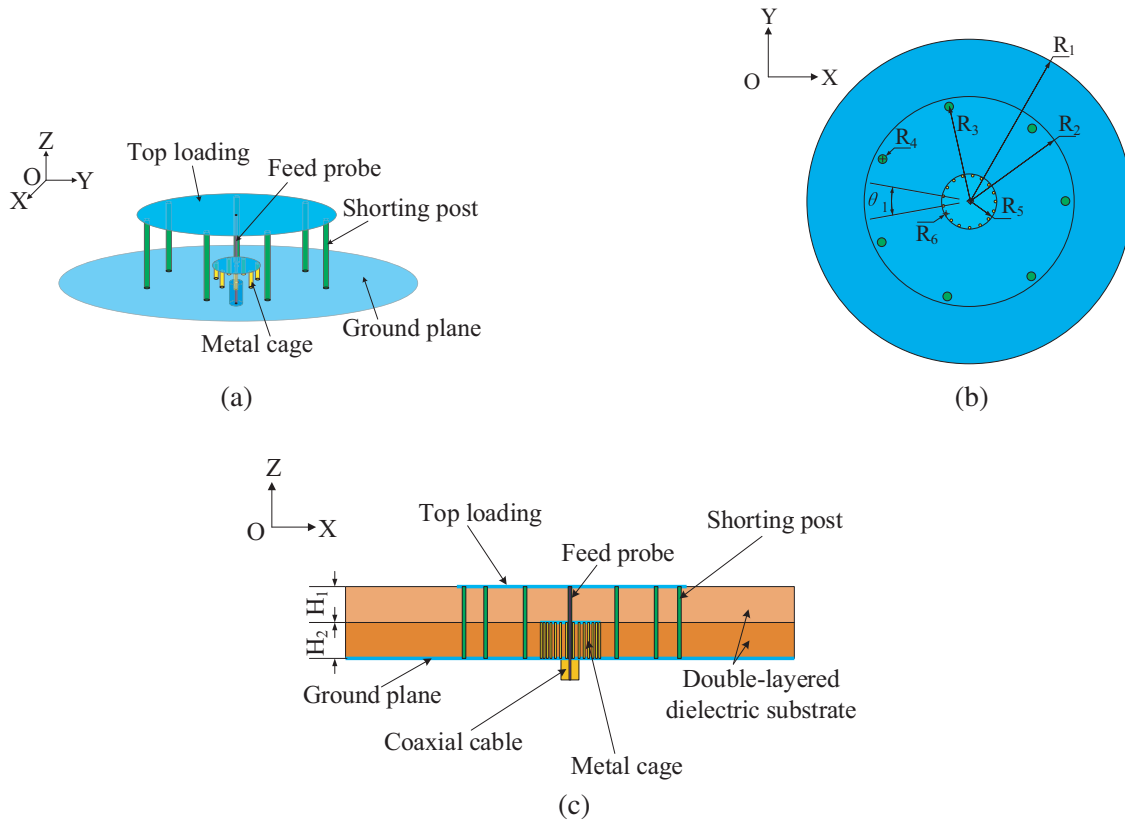 Z
O
Y
X
Top loading
Feed probe
Shorting post
Ground plane
Metal cage
(a)
Y
O
X
R1
R2
R3
R4
θ1
R5
R6
(b)
Z
O
X
Top loading
Feed probe
Shorting post
H1
H2
Ground plane
Coaxial cable
Metal cage
Double-layered
dielectric substrate
(c)